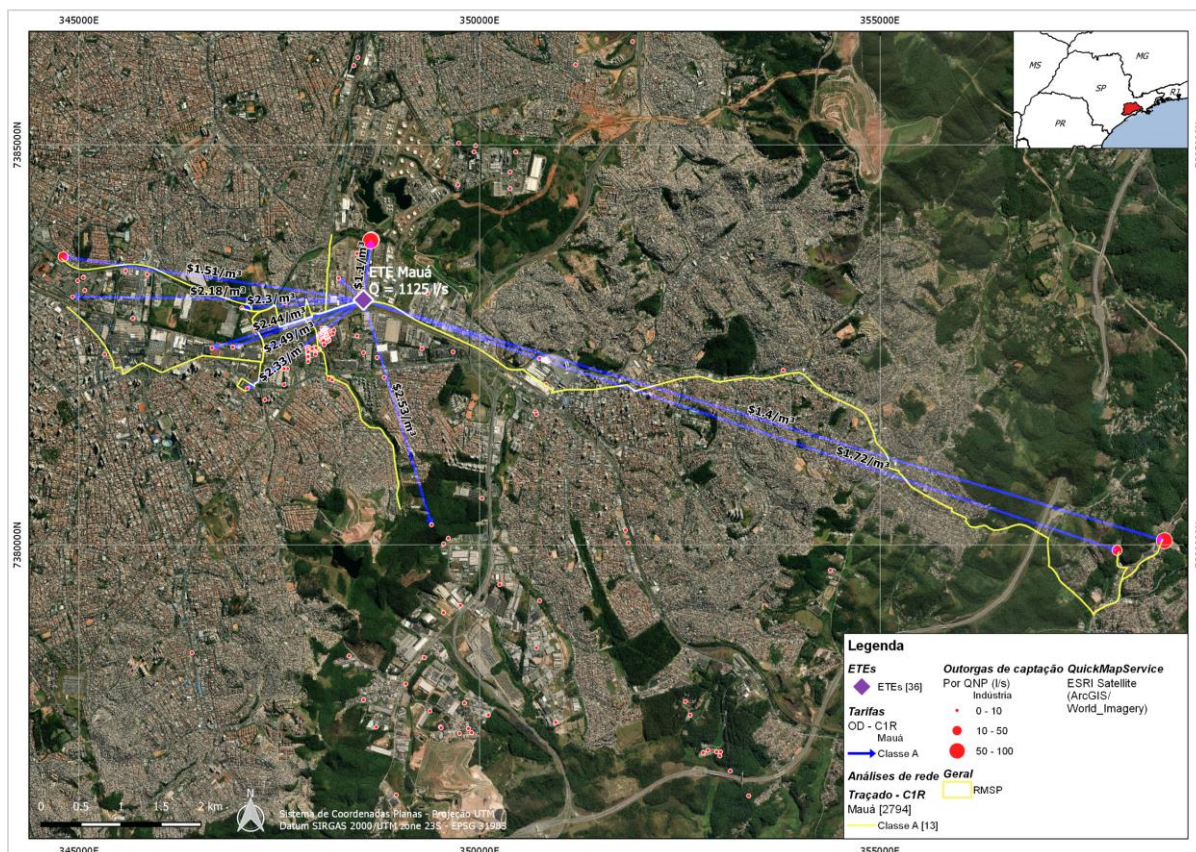 345000E 350000E 355000E
MS
MG
SP
RJ
PR
7385000N
$1.51/m³
$1.1/m³
ETE Mauá
Q = 1125 l/s
$2.18/m³
$2.3/m
$2.44/m³
$2.49/m³
$2.33/m³
$2.53/m³
$1.4/m³
$1.72/m³
7380000N
Legenda
ETEs
ETEs [36]
Tarifas
OD - C1R
Mauá
Classe A
Análises de rede
Traçado - C1R
Mauá [2794]
Classe A [13]
Outorgas de captação
Por QNP (l/s)
Indústria
0 - 10
10 - 50
50 - 100
Geral
RMSP
QuickMapService
ESRI Satellite
(ArcGIS/
World_Imagery)
0 0.5 1 1.5 2 km
N
Sistema de Coordenadas Planas - Projeção UTM
Datum SIRGAS 2000/UTM zone 23S - EPSG 31983
345000E 350000E 355000E